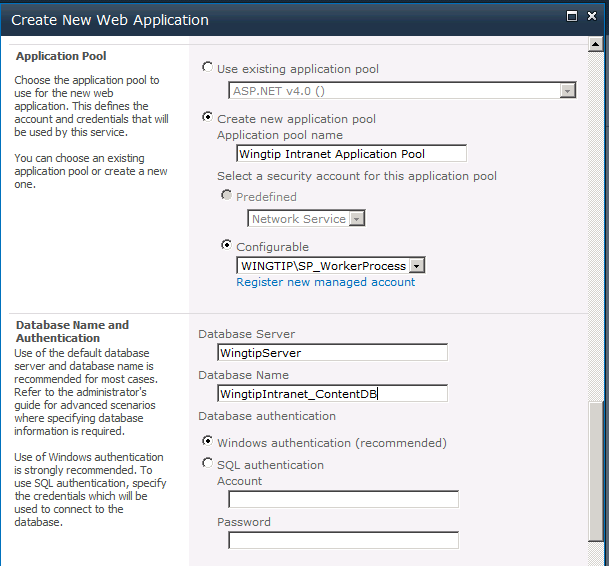 Create New Web Application
Application Pool
Choose the application pool to
use for the new web
application. This defines the
account and credentials that will
be used by this service.
You can choose an existing
application pool or create a new
one.
Use existing application pool
ASP.NET v4.0 ()
Create new application pool
Application pool name
Wingtip Intranet Application Pool
Select a security account for this application pool
Predefined
Network Service
Configurable
WINGTIP\SP_WorkerProcess
Register new managed account
Database Name and
Authentication
Use of the default database
server and database name is
recommended for most cases.
Refer to the administrator's
guide for advanced scenarios
where specifying database
information is required.
Use of Windows authentication
is strongly recommended. To
use SQL authentication, specify
the credentials which will be
used to connect to the
database.
Database Server
WingtipServer
Database Name
WingtipIntranet_ContentDB
Database authentication
Windows authentication (recommended)
SQL authentication
Account
Password